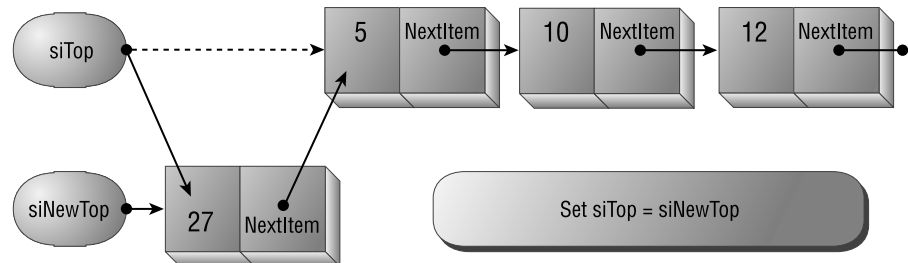 siTop
5
NextItem
10
NextItem
12
NextItem
siNewTop
27
NextItem
Set siTop = siNewTop